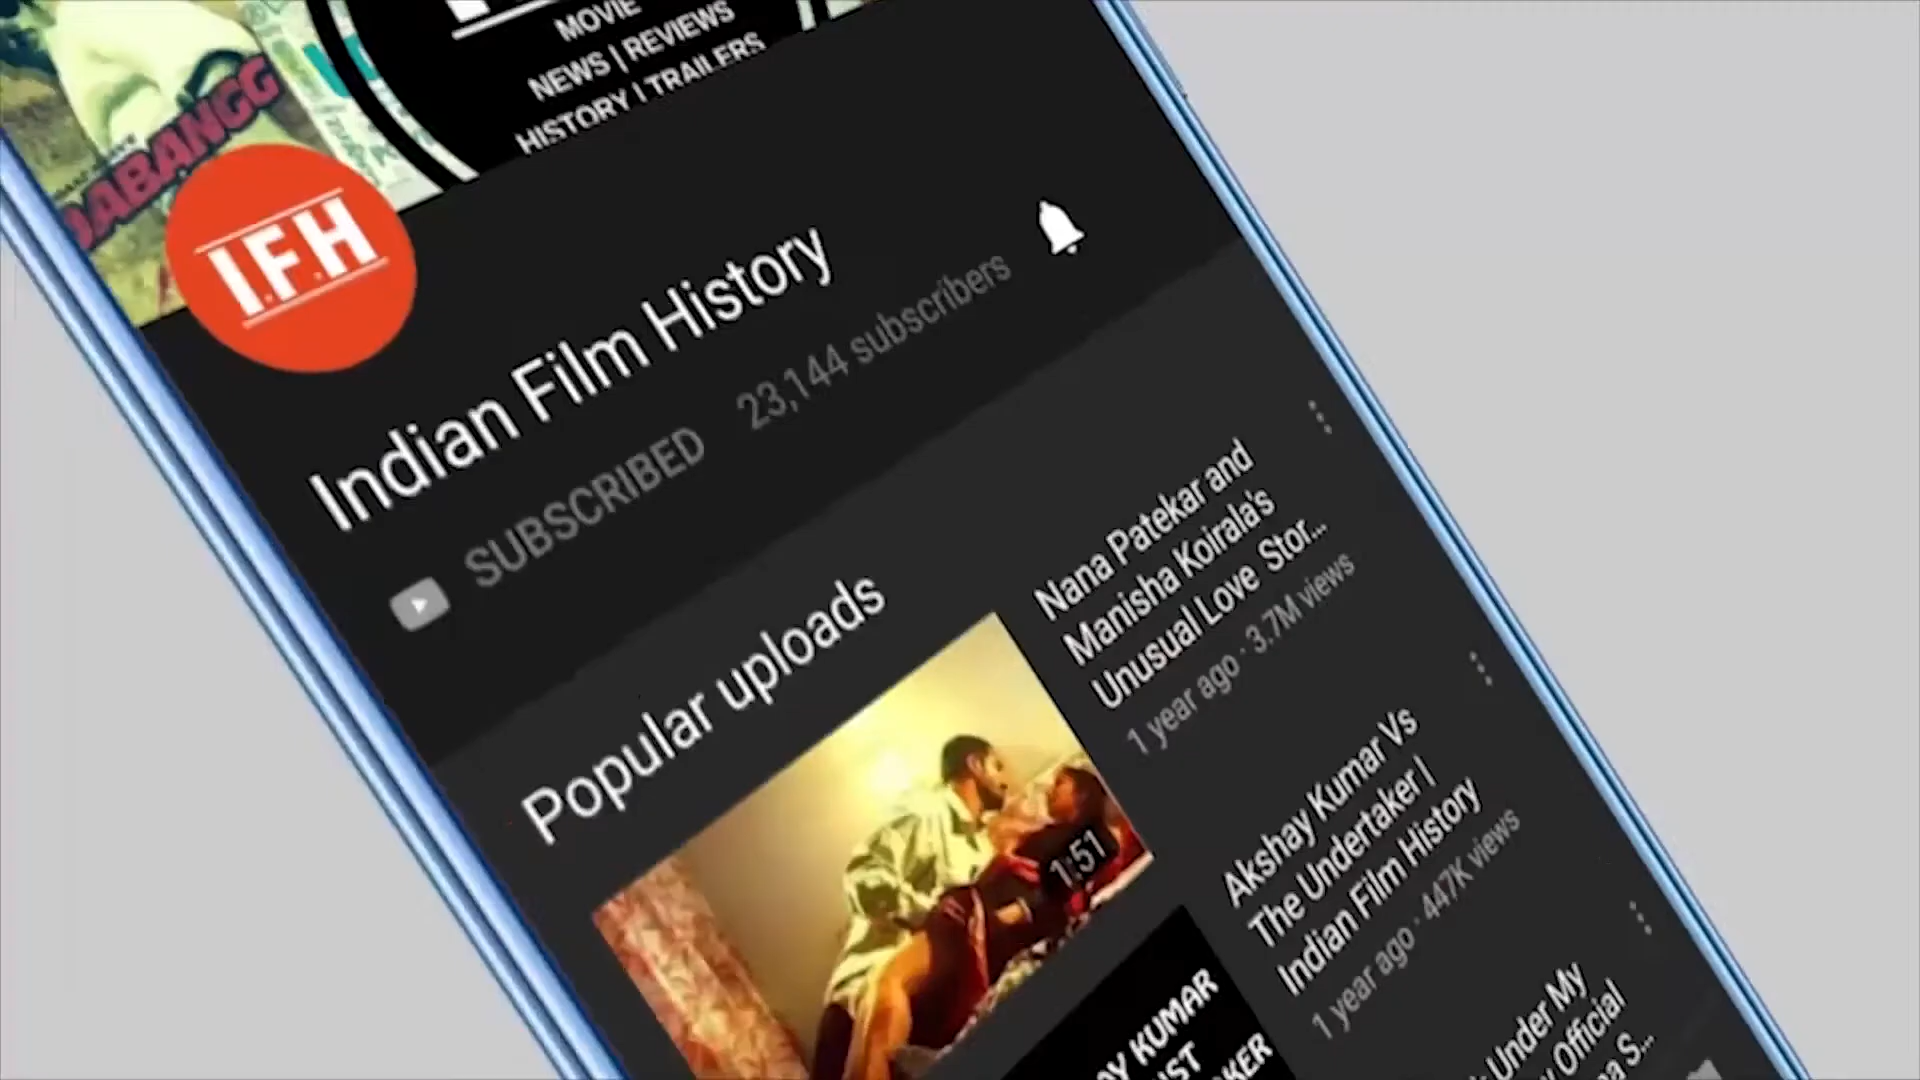 MOVIE
NEWS | REVIEWS
HISTORY | TRAILERS
DABANGG
I.F.H
Indian Film History
SUBSCRIBED 23,144 subscribers
Popular uploads
1:51
Nana Patekar and
Manisha Koirala's
Unusual Love Stor...
1 year ago · 3.7M views
Akshay Kumar Vs
The Undertaker |
Indian Film History
1 year ago · 447K views
KUMAR
Under My
Official
S...